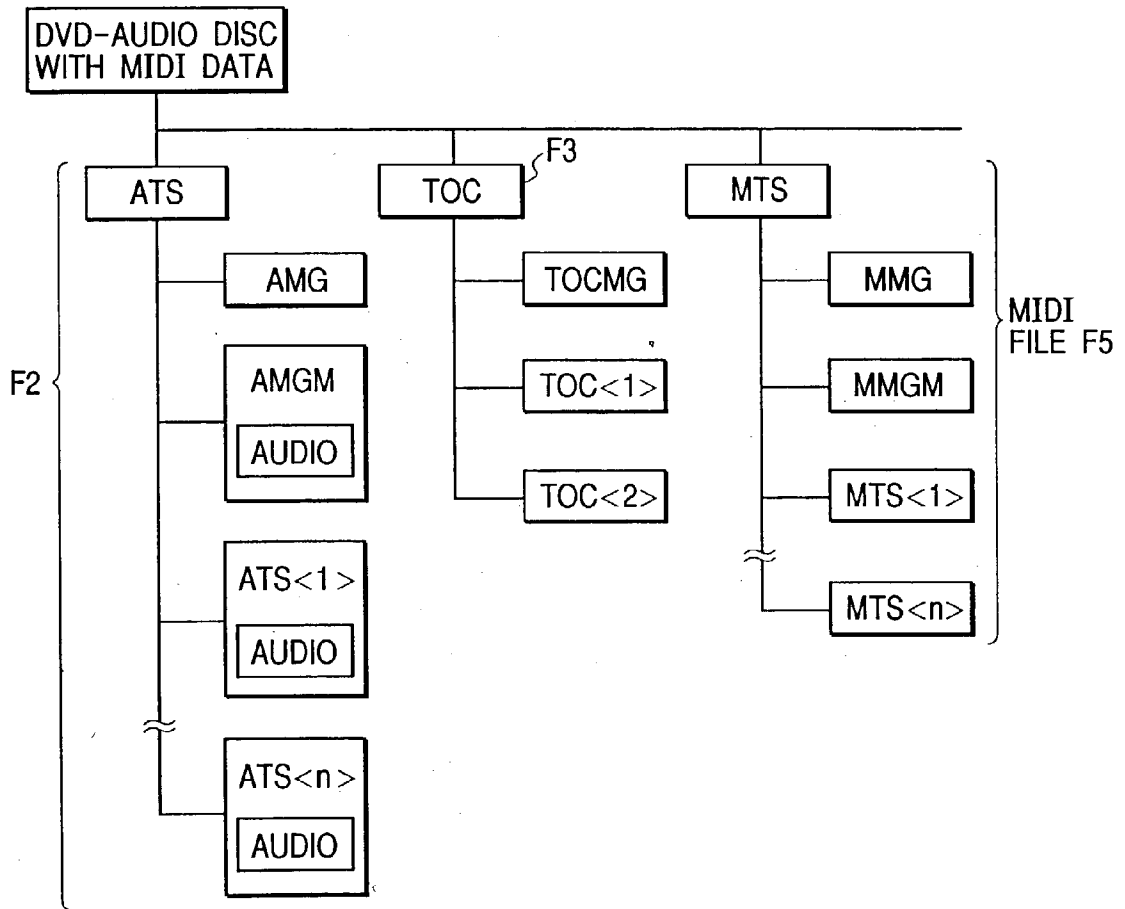 DVD-AUDIO DISC
WITH MIDI DATA
F3
ATS
TOC
MTS
F2
AMG
AMGM
AUDIO
ATS<1>
AUDIO
ATS<n>
AUDIO
TOCMG
TOC<1>
TOC<2>
MMG
MMGM
MTS<1>
MTS<n>
MIDI
FILE F5